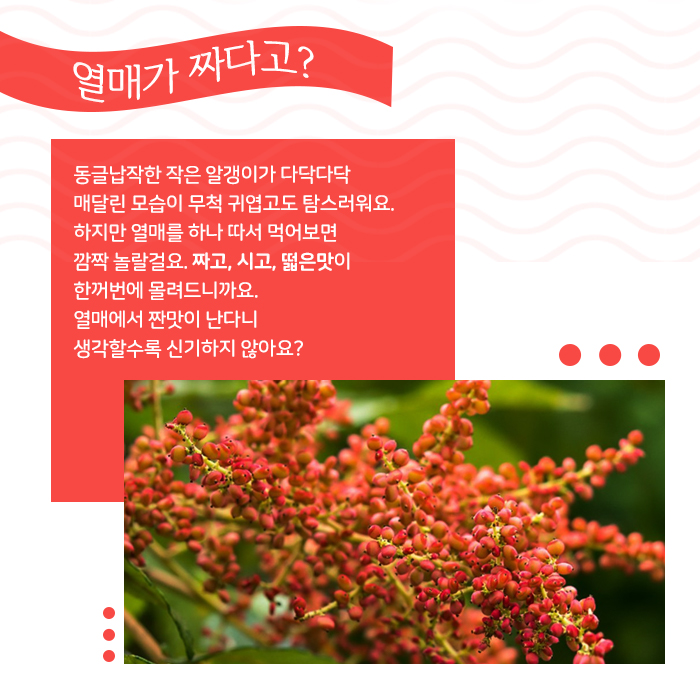 열매가 짜다고?
동글납작한 작은 알갱이가 다닥다닥
매달린 모습이 무척 귀엽고도 탐스러워요.
하지만 열매를 하나 따서 먹어보면
깜짝 놀랄걸요. 짜고, 시고, 떫은맛이
한꺼번에 몰려드니까요.
열매에서 짠맛이 난다니
생각할수록 신기하지 않아요?